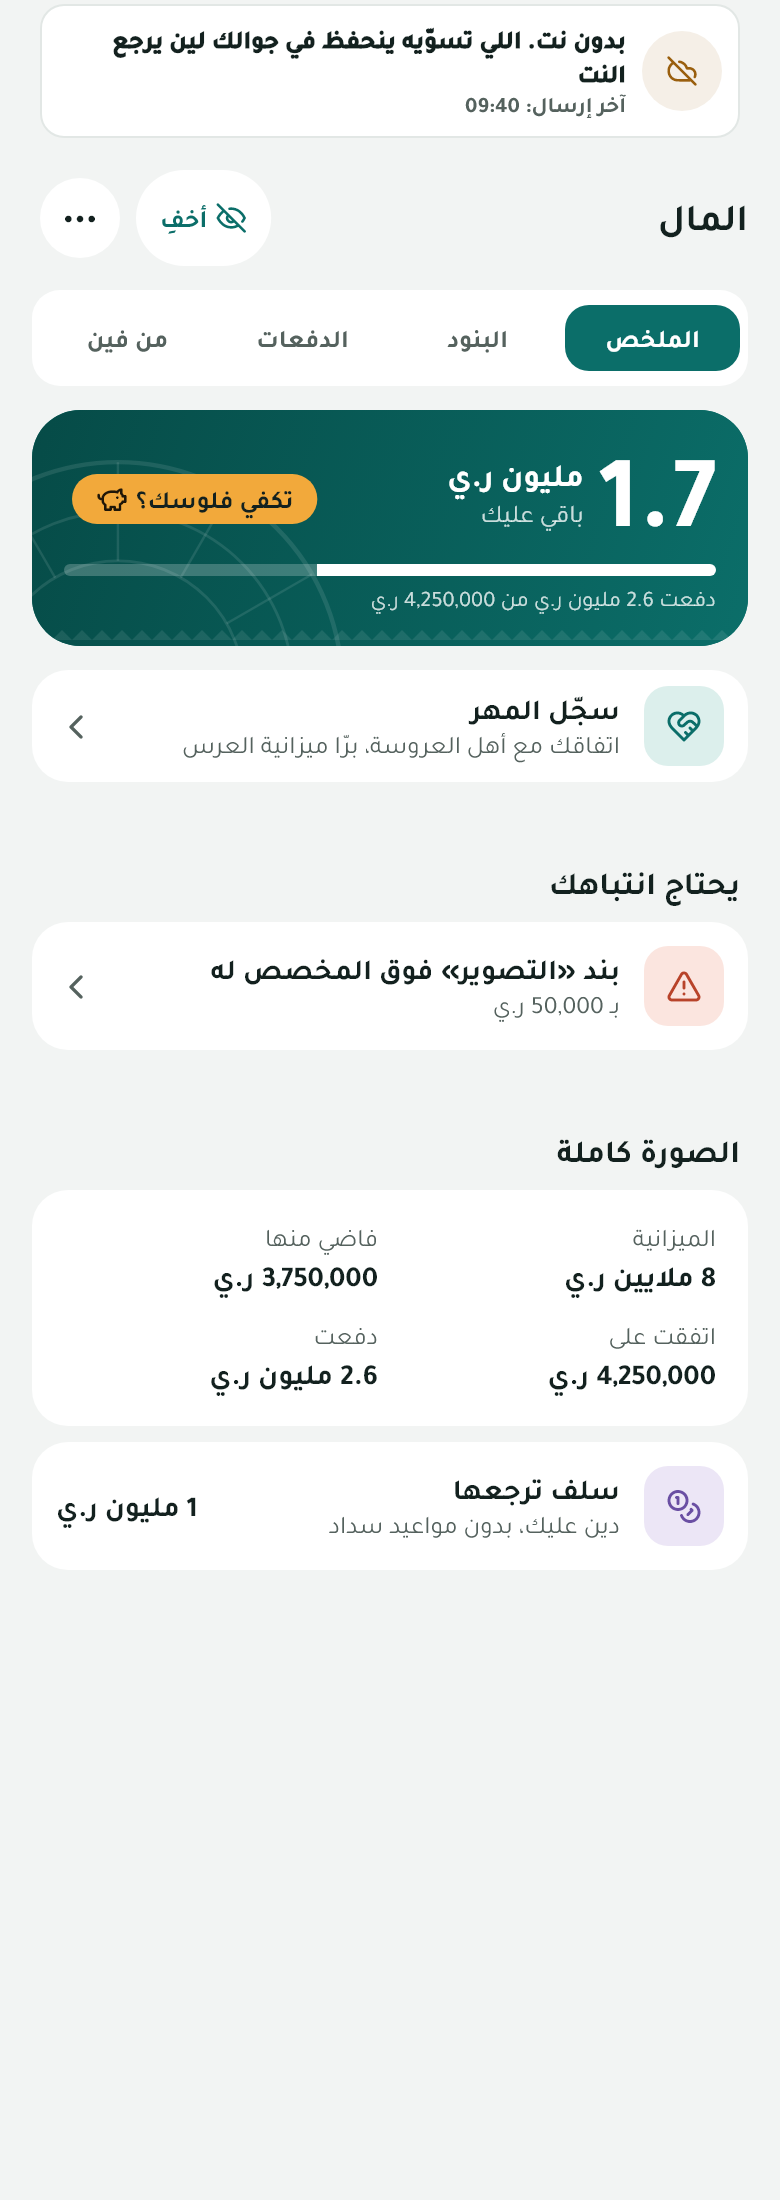 بدون نت. اللي تسوّيه ينحفظ في جوالك لين يرجع
النت
آخر إرسال: 09:40
المال
أخفِ
الملخص
البنود
الدفعات
من فين
1.7 مليون ر.ي
باقي عليك
تكفي فلوسك؟
دفعت 2.6 مليون ر.ي من 4,250,000 ر.ي
سجّل المهر
اتفاقك مع أهل العروسة، برّا ميزانية العرس
يحتاج انتباهك
بند «التصوير» فوق المخصص له
بـ 50,000 ر.ي
الصورة كاملة
الميزانية
8 ملايين ر.ي
فاضي منها
3,750,000 ر.ي
اتفقت على
4,250,000 ر.ي
دفعت
2.6 مليون ر.ي
سلف ترجعها
دين عليك، بدون مواعيد سداد
1 مليون ر.ي